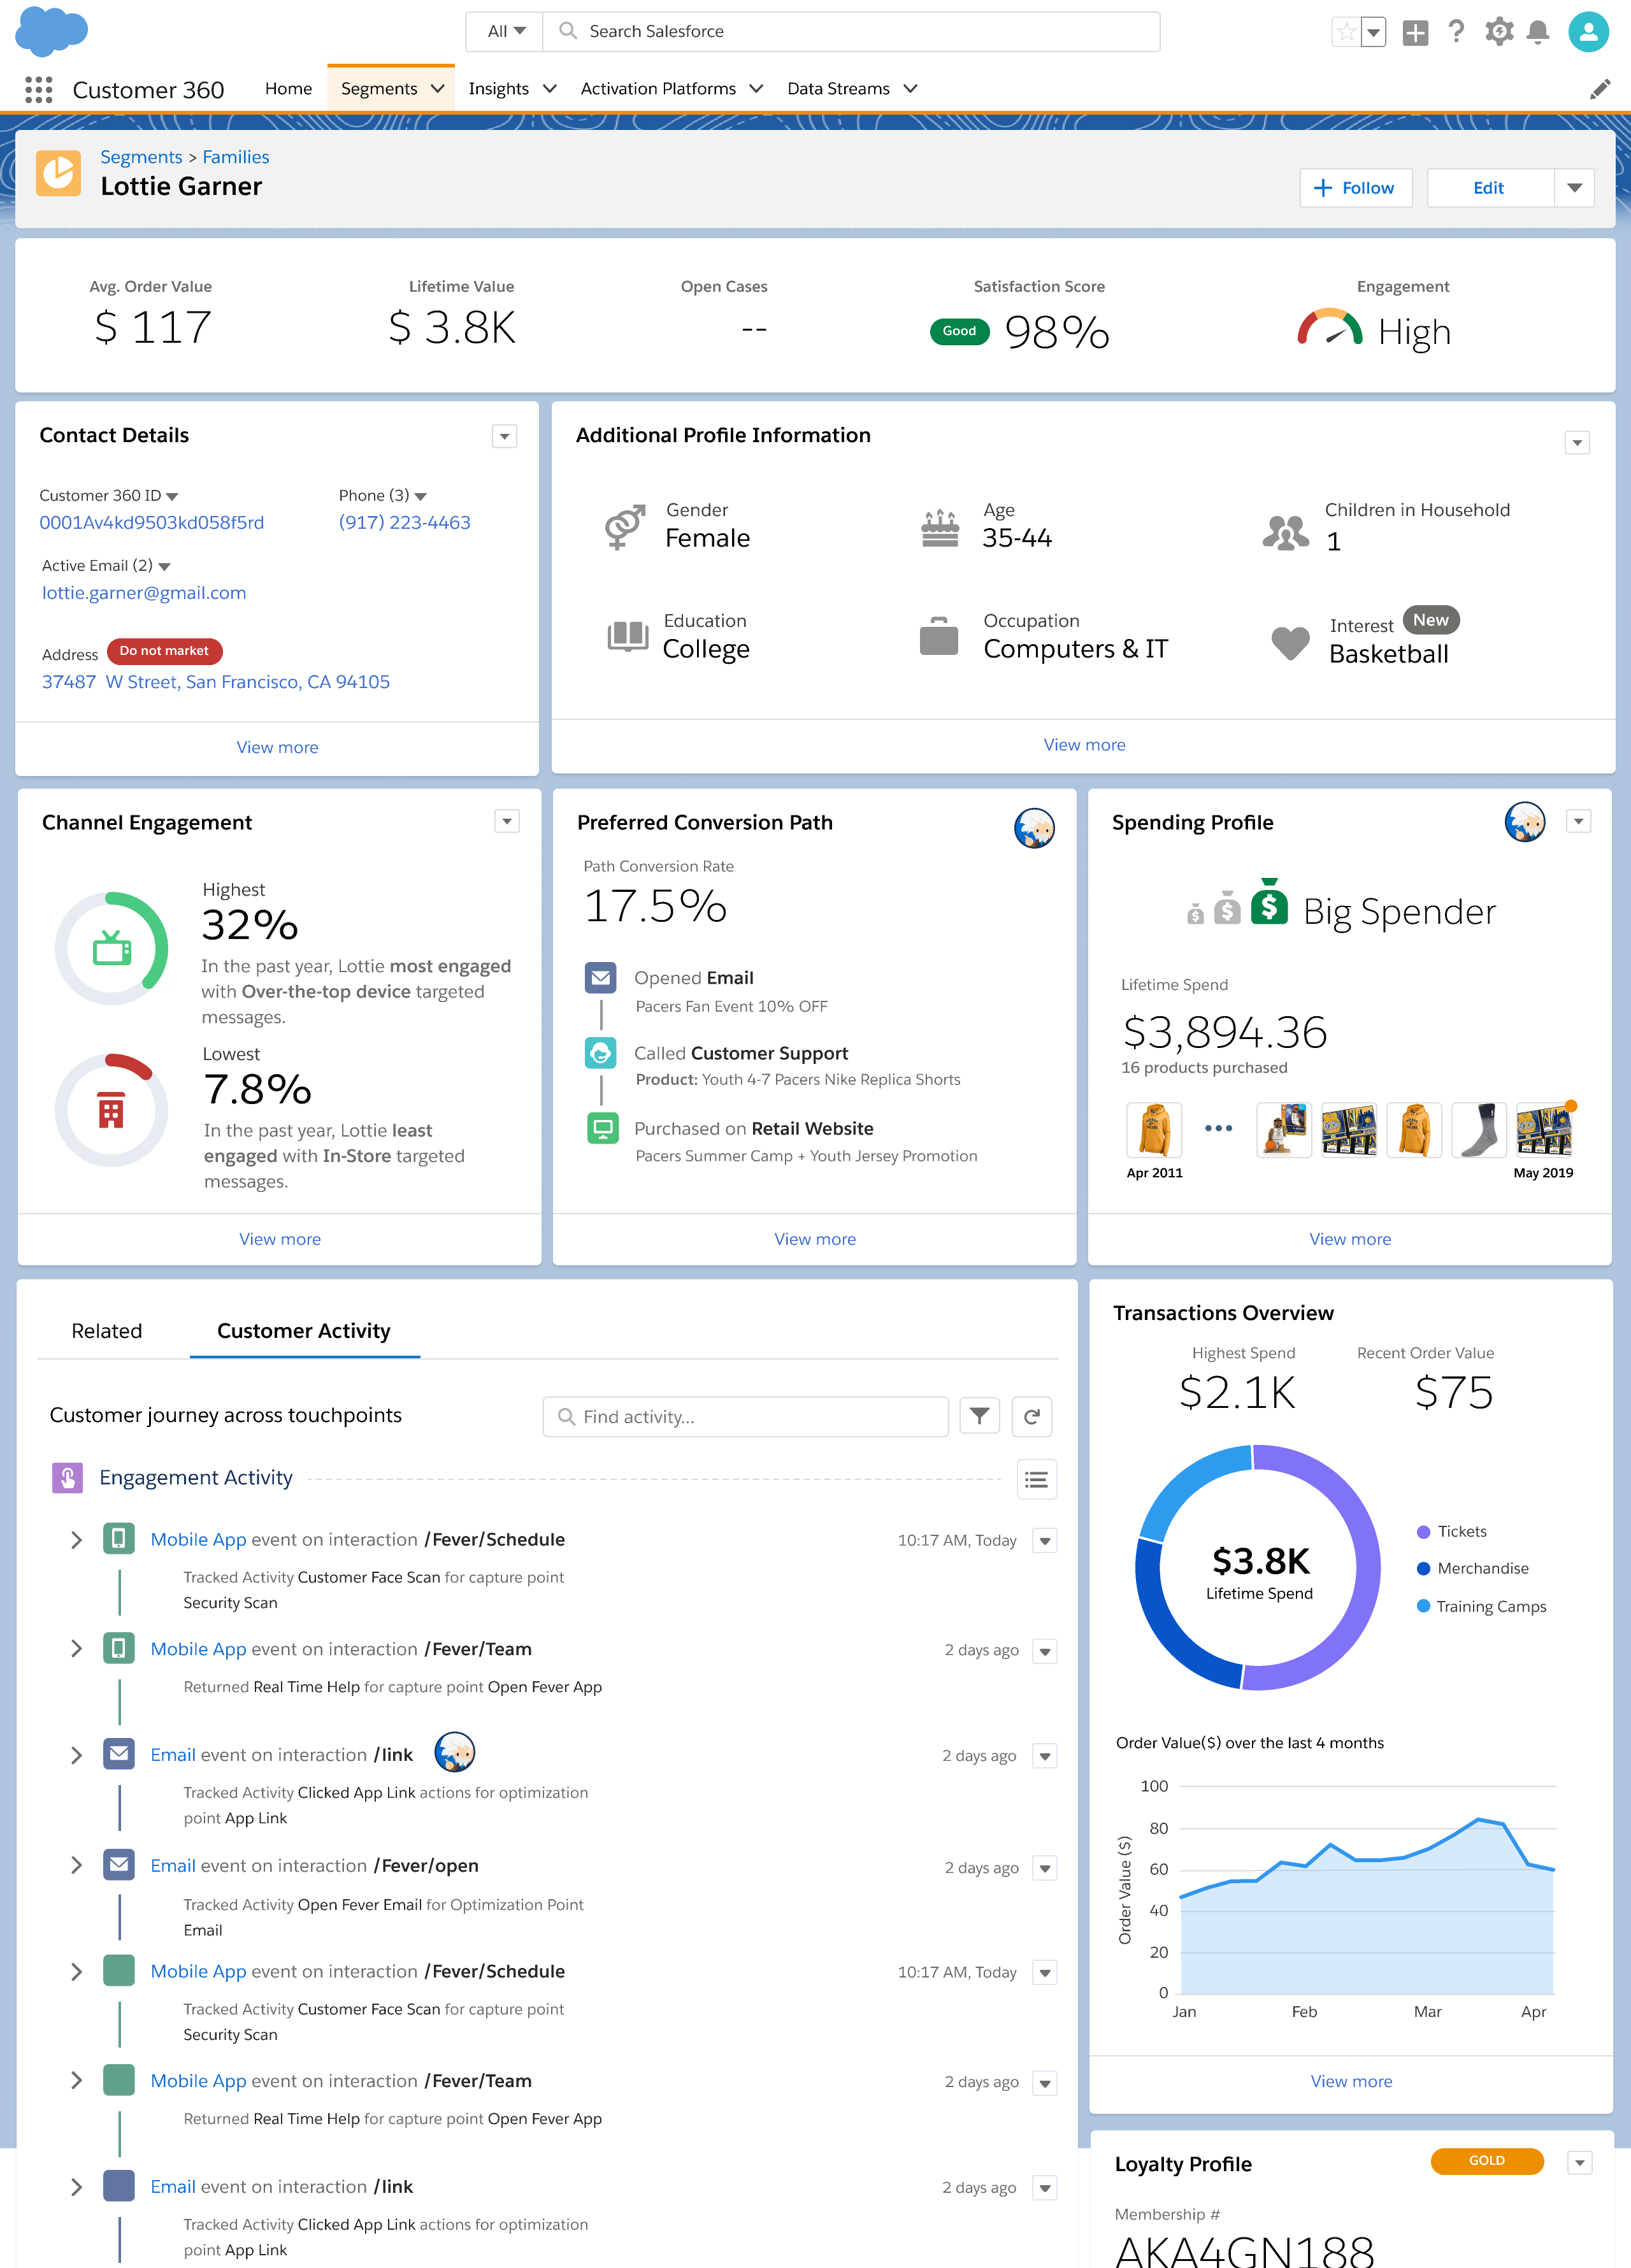 All
Search Salesforce
Customer 360
Home
Segments
Insights
Activation Platforms
Data Streams
Segments > Families
Lottie Garner
Follow
Edit
Avg. Order Value
$ 117
Lifetime Value
$ 3.8K
Open Cases
--
Satisfaction Score
Good
98%
Engagement
High
Contact Details
Customer 360 ID
0001Av4kd9503kd058f5rd
Phone (3)
(917) 223-4463
Active Email (2)
lottie.garner@gmail.com
Address
Do not market
37487 W Street, San Francisco, CA 94105
View more
Additional Profile Information
Gender
Female
Age
35-44
Children in Household
1
Education
College
Occupation
Computers & IT
Interest
New
Basketball
View more
Channel Engagement
Highest
32%
In the past year, Lottie most engaged
with Over-the-top device targeted
messages.
Lowest
7.8%
In the past year, Lottie least
engaged with In-Store targeted
messages.
View more
Preferred Conversion Path
Path Conversion Rate
17.5%
Opened Email
Pacers Fan Event 10% OFF
Called Customer Support
Product: Youth 4-7 Pacers Nike Replica Shorts
Purchased on Retail Website
Pacers Summer Camp + Youth Jersey Promotion
View more
Spending Profile
Big Spender
Lifetime Spend
$3,894.36
16 products purchased
Apr 2011
May 2019
View more
Related
Customer Activity
Customer journey across touchpoints
Find activity...
Engagement Activity
Mobile App event on interaction /Fever/Schedule
10:17 AM, Today
Tracked Activity Customer Face Scan for capture point
Security Scan
Mobile App event on interaction /Fever/Team
2 days ago
Returned Real Time Help for capture point Open Fever App
Email event on interaction /link
2 days ago
Tracked Activity Clicked App Link actions for optimization
point App Link
Email event on interaction /Fever/open
2 days ago
Tracked Activity Open Fever Email for Optimization Point
Email
Mobile App event on interaction /Fever/Schedule
10:17 AM, Today
Tracked Activity Customer Face Scan for capture point
Security Scan
Mobile App event on interaction /Fever/Team
2 days ago
Returned Real Time Help for capture point Open Fever App
Email event on interaction /link
2 days ago
Tracked Activity Clicked App Link actions for optimization
point App Link
Transactions Overview
Highest Spend
$2.1K
Recent Order Value
$75
$3.8K
Lifetime Spend
Tickets
Merchandise
Training Camps
Order Value($) over the last 4 months
Order Value ($)
100
80
60
40
20
0
Jan
Feb
Mar
Apr
View more
Loyalty Profile
GOLD
Membership #
AKA4GN188